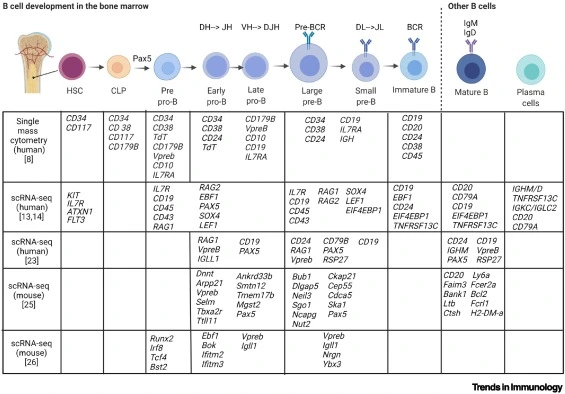 B cell development in the bone marrow
Other B cells
DH--> JH
VH--> DJH
Pre-BCR
DL-->JL
BCR
IgM
IgD
Pax5
HSC
CLP
Pre
pro-B
Early
pro-B
Late
pro-B
Large
pre-B
Small
pre-B
Immature B
Mature B
Plasma
cells
Single
mass
cytometry
(human)
[8]
CD34
CD117
CD34
CD 38
CD117
CD179B
CD34
CD38
TdT
CD179B
Vpreb
CD10
IL7RA
CD34
CD38
CD24
TdT
CD179B
VpreB
CD10
CD19
IL7RA
CD34
CD38
CD24
CD19
IL7RA
IGH
CD19
CD20
CD24
CD38
CD45
scRNA-seq
(human)
[13,14]
KIT
IL7R
ATXN1
FLT3
IL7R
CD19
CD45
CD43
RAG1
RAG2
EBF1
PAX5
SOX4
LEF1
IL7R
CD19
CD45
CD43
RAG1
RAG2
SOX4
LEF1
EIF4EBP1
CD19
EBF1
CD24
EIF4EBP1
TNFRSF13C
CD20
CD79A
CD19
EIF4EBP1
TNFRSF13C
IGHM/D
TNFRSF13C
IGKC/IGLC2
CD20
CD79A
scRNA-seq
(human)
[23]
RAG1
VpreB
IGLL1
CD19
PAX5
CD24
RAG1
Vpreb
CD79B
PAX5
RSP27
CD19
CD24
IGHM
PAX5
CD19
VpreB
RSP27
scRNA-seq
(mouse)
[25]
Dnnt
Arpp21
Vpreb
Selm
Tbxa2r
Ttll11
Ankrd33b
Smtn12
Tmem17b
Mgst2
Pax5
Bub1
Dlgap5
Neil3
Sgo1
Ncapg
Nut2
Ckap21
Cep55
Cdca5
Ska1
Pax5
CD20
Faim3
Bank1
Ltb
Ctsh
Ly6a
Fcer2a
Bcl2
Fcrl1
H2-DM-a
scRNA-seq
(mouse)
[26]
Runx2
Irf8
Tcf4
Bst2
Ebf1
Bok
Ifitm2
Ifitm3
Vpreb
Igll1
Vpreb
Igll1
Nrgn
Ybx3
Trends in Immunology